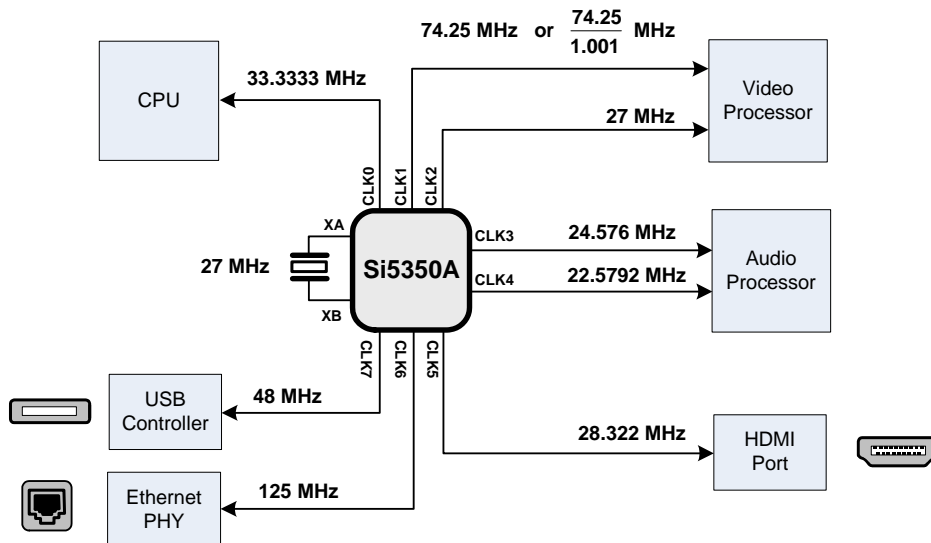 74.25 MHz or 74.25
1.001 MHz
33.3333 MHz
CPU
Video
Processor
27 MHz
CLK0
CLK1
CLK2
XA
27 MHz
XB
Si5350A
CLK3
CLK4
24.576 MHz
22.5792 MHz
Audio
Processor
CLK7
CLK6
CLK5
USB
Controller
48 MHz
28.322 MHz
HDMI
Port
Ethernet
PHY
125 MHz